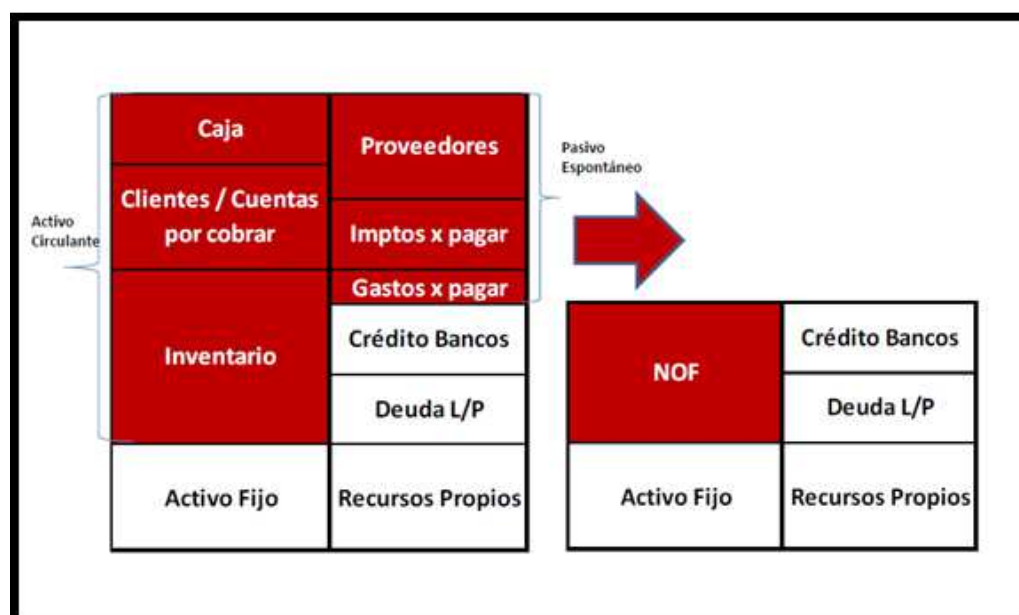 Activo
Circulante
Caja
Clientes / Cuentas
por cobrar
Inventario
Activo Fijo
Proveedores
Imptos x pagar
Gastos x pagar
Crédito Bancos
Deuda L/P
Recursos Propios
Pasivo
Espontáneo
NOF
Activo Fijo
Crédito Bancos
Deuda L/P
Recursos Propios